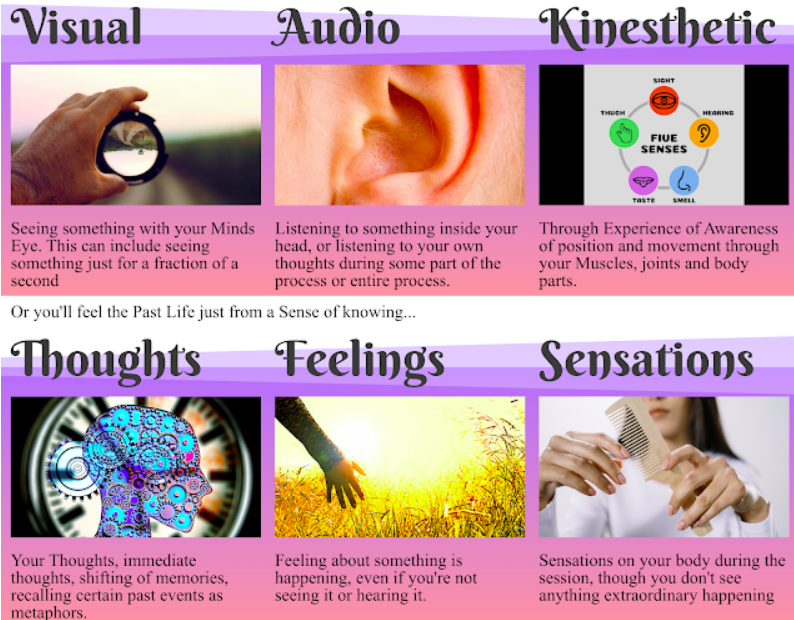 Visual
Audio
Kinesthetic
SIGHT
THUCH
HEARING
FIUE
SENSES
TASTE
SMELL
Seeing something with your Minds
Eye. This can include seeing
something just for a fraction of a
second
Listening to something inside your
head, or listening to your own
thoughts during some part of the
process or entire process.
Through Experience of Awareness
of position and movement through
your Muscles, joints and body
parts.
Or you'll feel the Past Life just from a Sense of knowing...
Thoughts
Feelings
Sensations
Your Thoughts, immediate
thoughts, shifting of memories,
recalling certain past events as
metaphors.
Feeling about something is
happening, even if you're not
seeing it or hearing it.
Sensations on your body during the
session, though you don't see
anything extraordinary happening